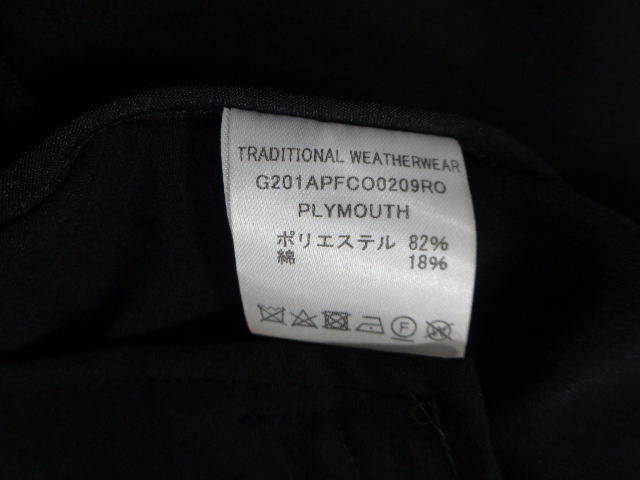 TRADITIONAL WEATHERWEAR
G201APFCO0209RO
PLYMOUTH
ポリエステル 82%
綿 18%
F W